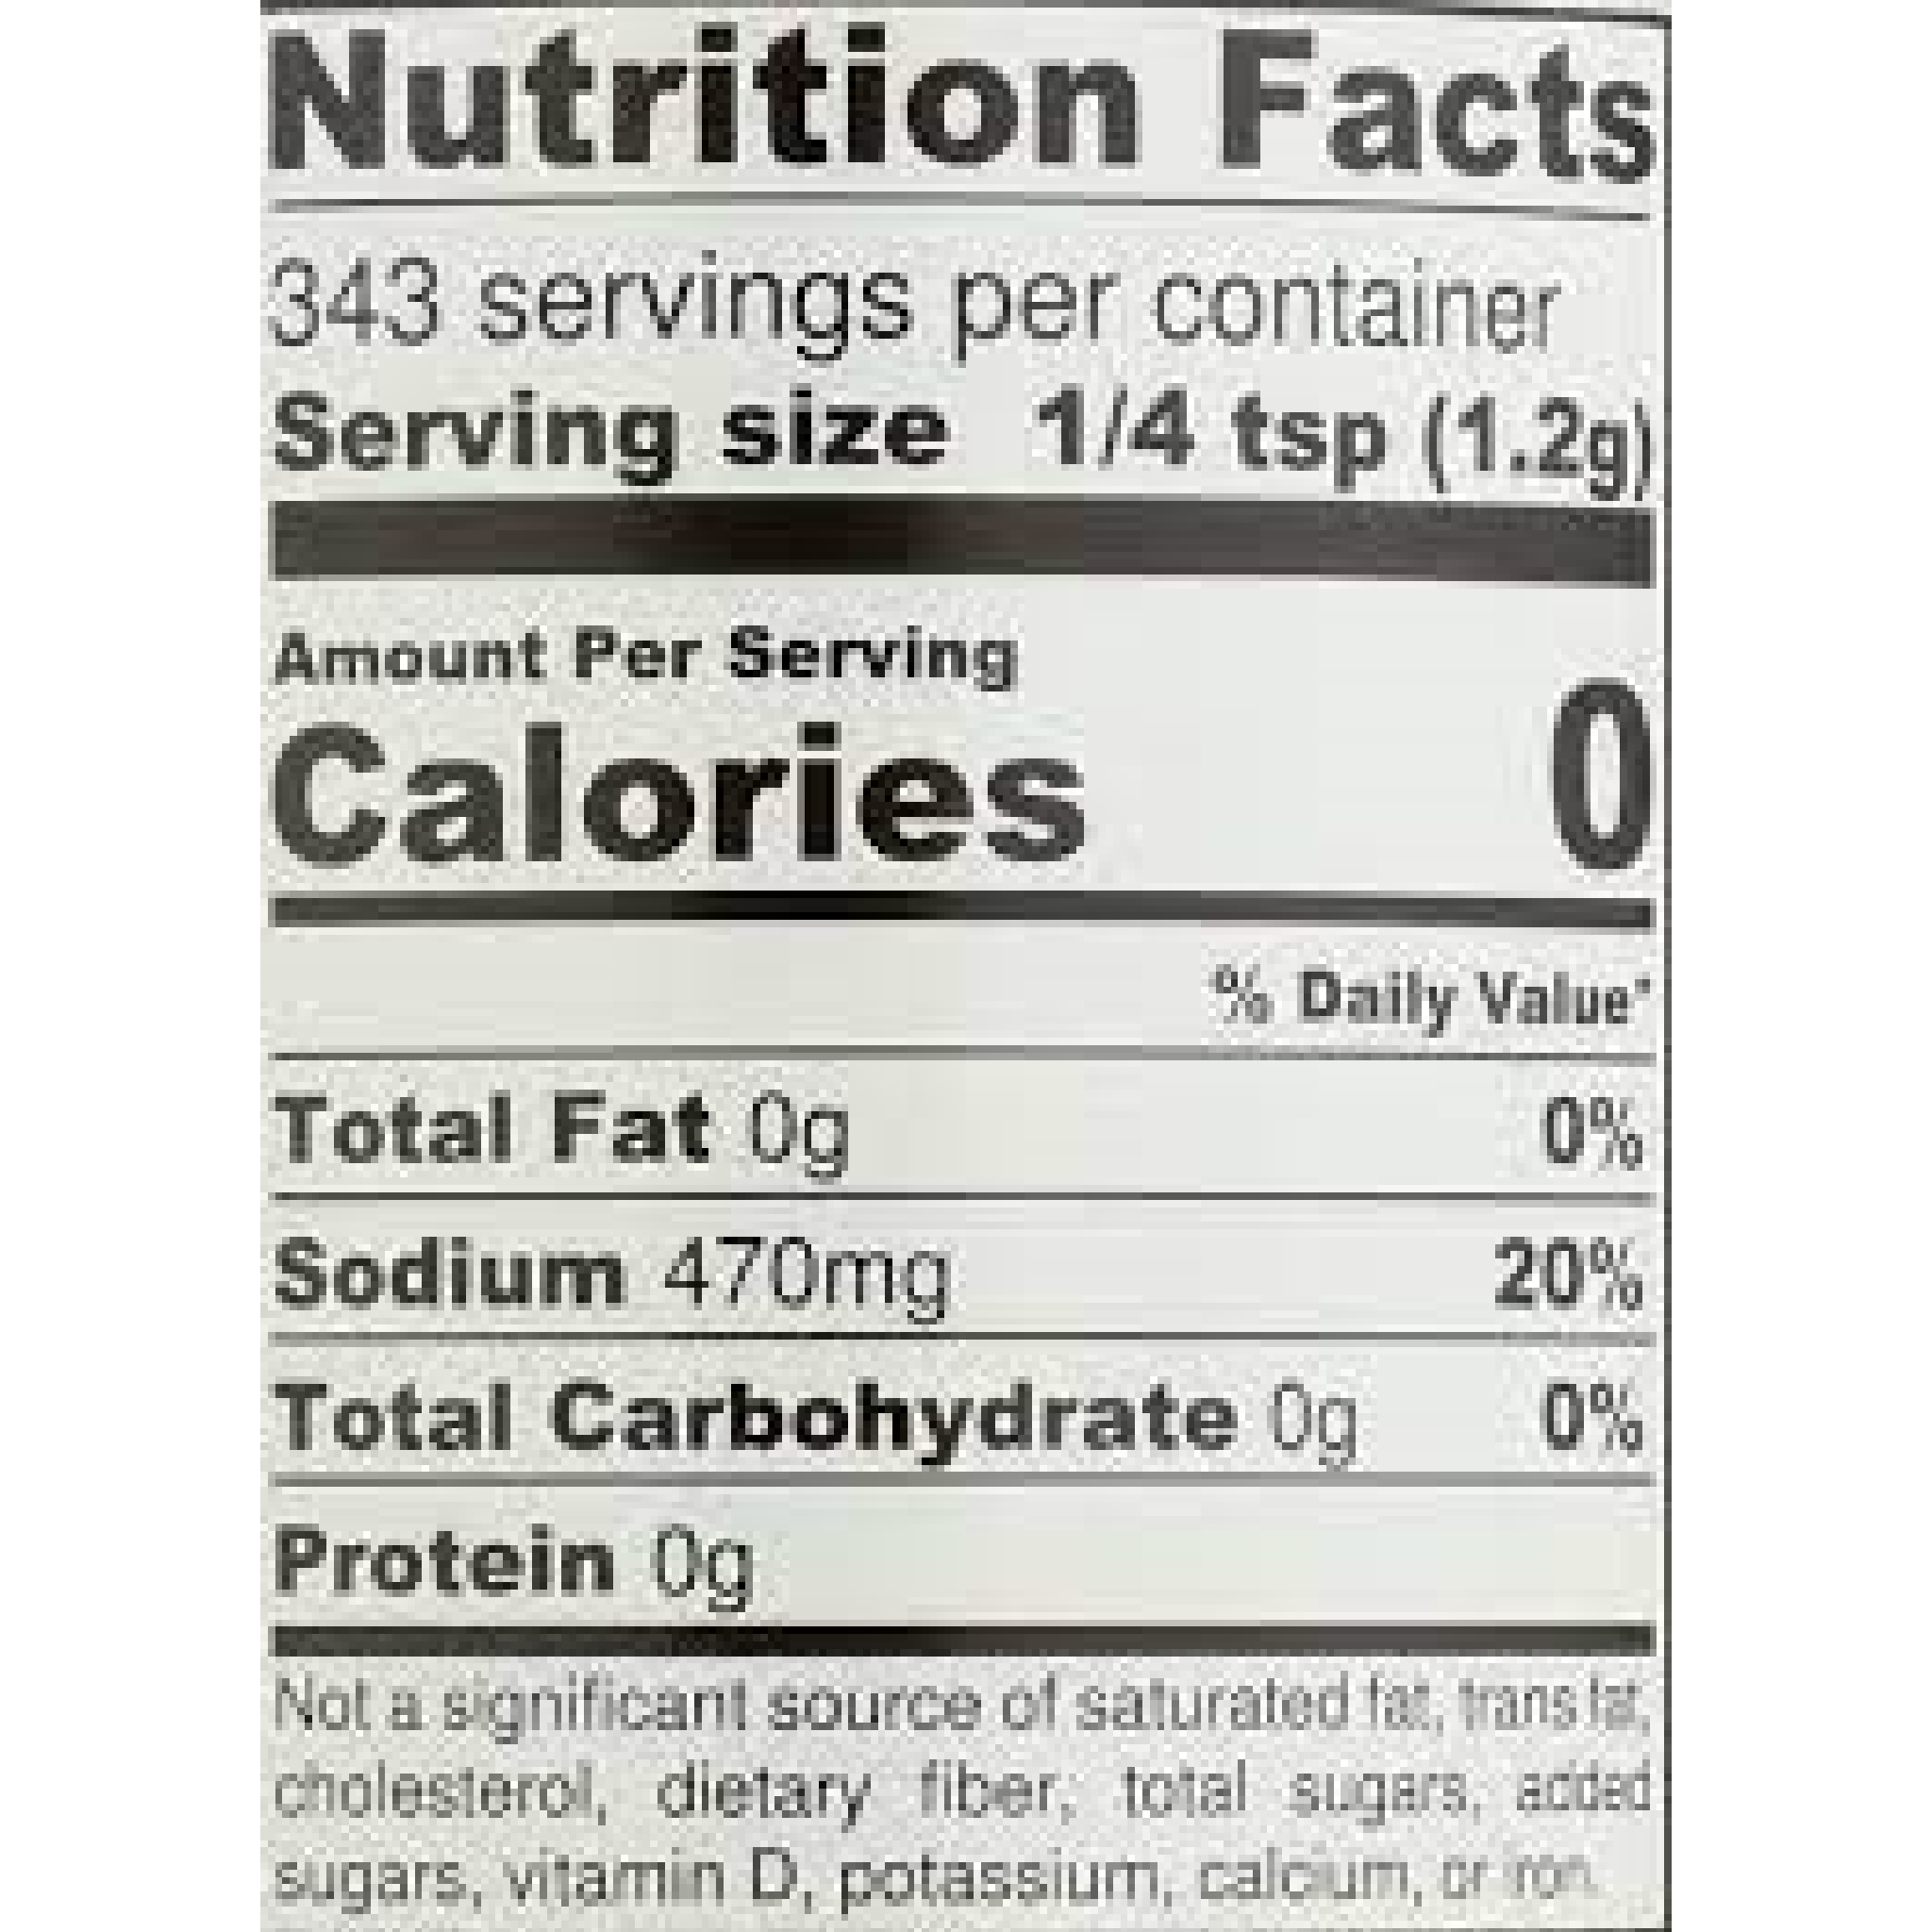 Nutrition Facts
343 servings per container
Serving size 1/4 tsp (1.2g)
Amount Per Serving
Calories 0
% Daily Value*
Total Fat 0g 0%
Sodium 470mg 20%
Total Carbohydrate 0g 0%
Protein 0g
Not a significant source of saturated fat, trans fat,
cholesterol, dietary fiber, total sugars, added
sugars, vitamin D, potassium, calcium, or iron.